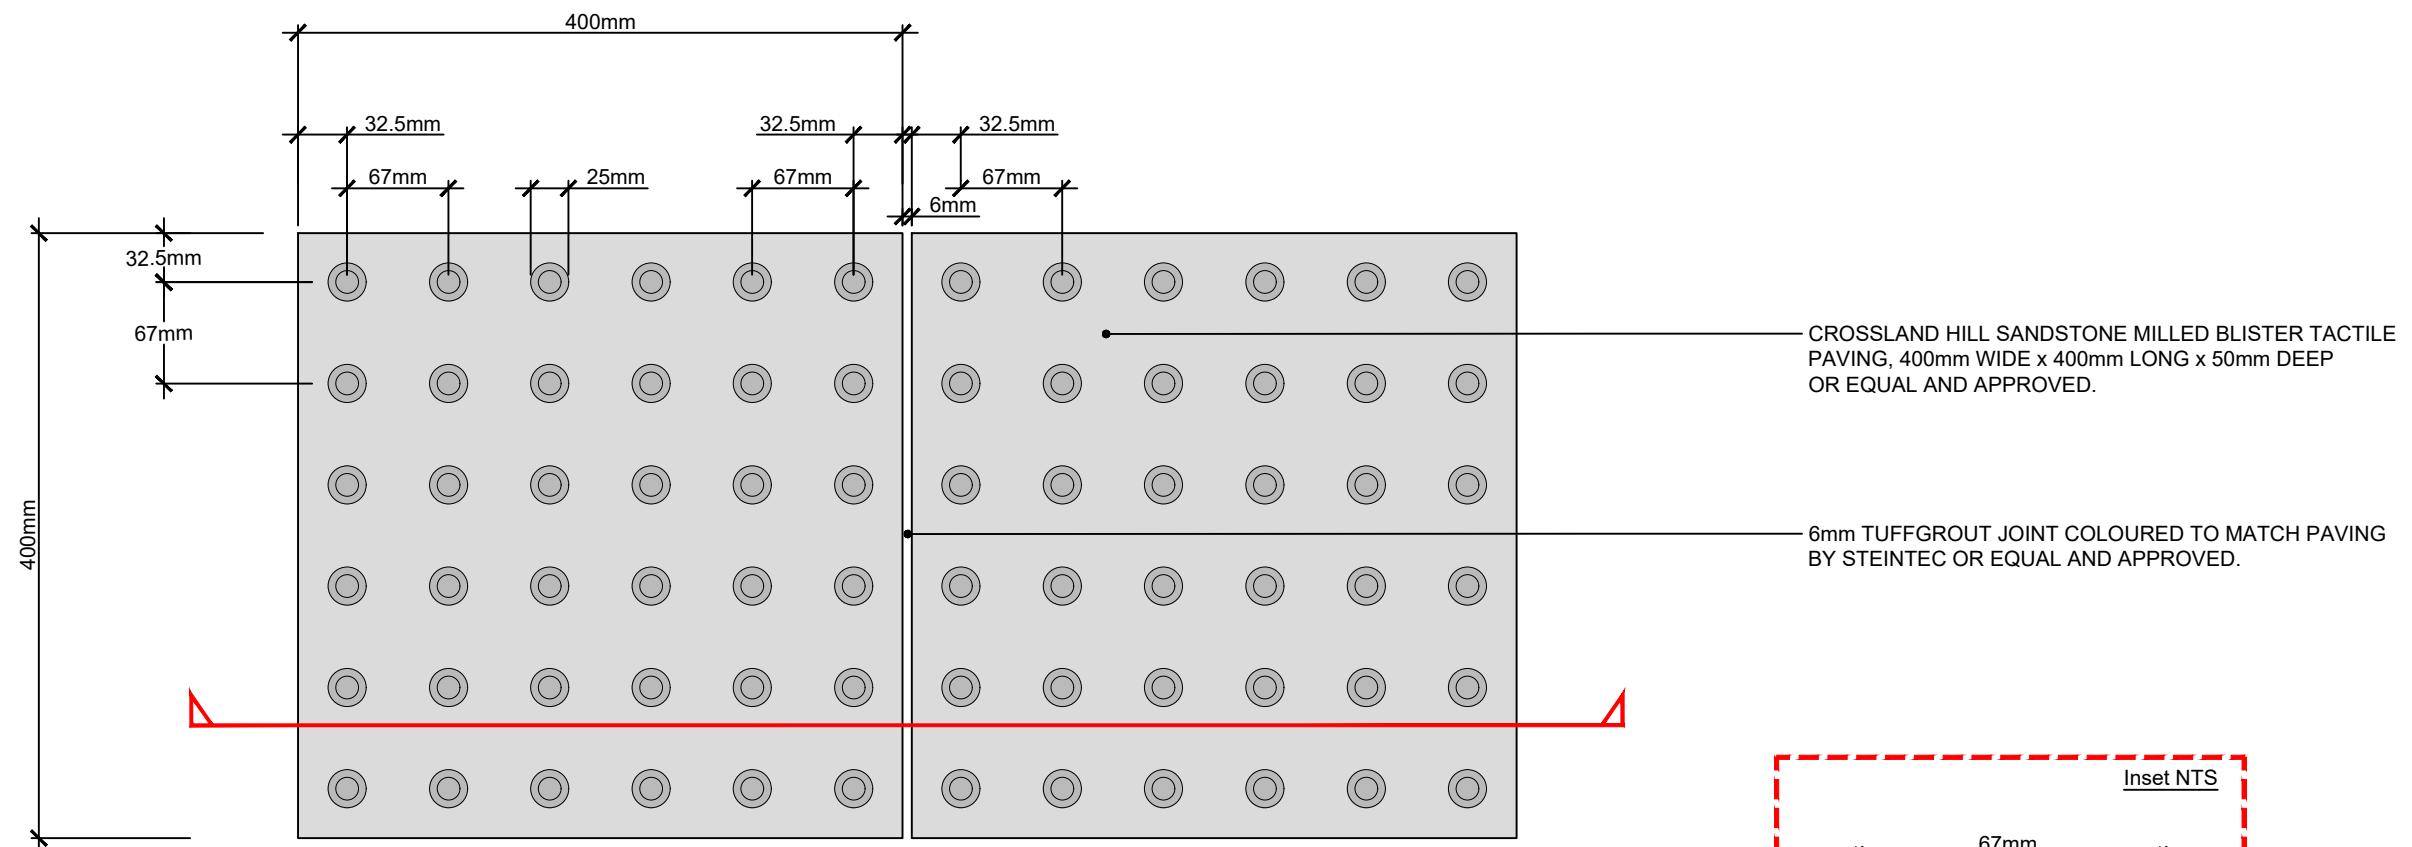 400mm
32.5mm
32.5mm
32.5mm
67mm
25mm
67mm
67mm
6mm
32.5mm
67mm
400mm
CROSSLAND HILL SANDSTONE MILLED BLISTER TACTILE
PAVING, 400mm WIDE x 400mm LONG x 50mm DEEP
OR EQUAL AND APPROVED.
6mm TUFFGROUT JOINT COLOURED TO MATCH PAVING
BY STEINTEC OR EQUAL AND APPROVED.
Inset NTS
67mm